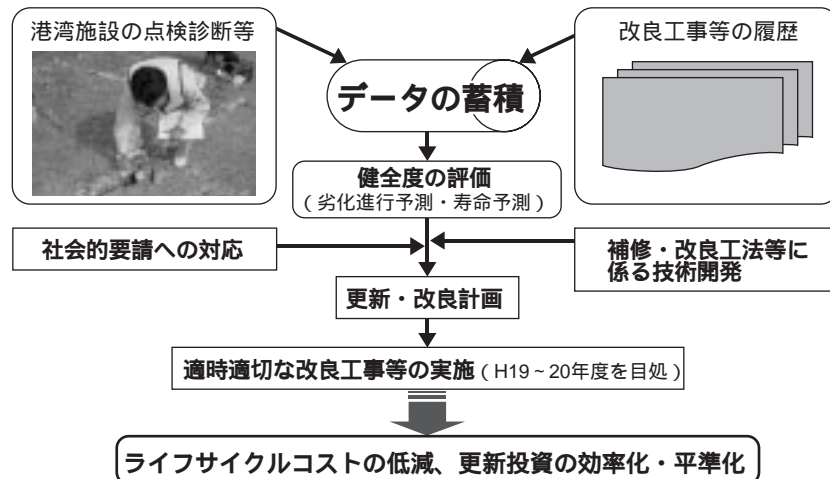 港湾施設の点検診断等
改良工事等の履歴
データの蓄積
健全度の評価
（劣化進行予測・寿命予測）
社会的要請への対応
補修・改良工法等に
係る技術開発
更新・改良計画
適時適切な改良工事等の実施（H19～20年度を目処）
ライフサイクルコストの低減、更新投資の効率化・平準化